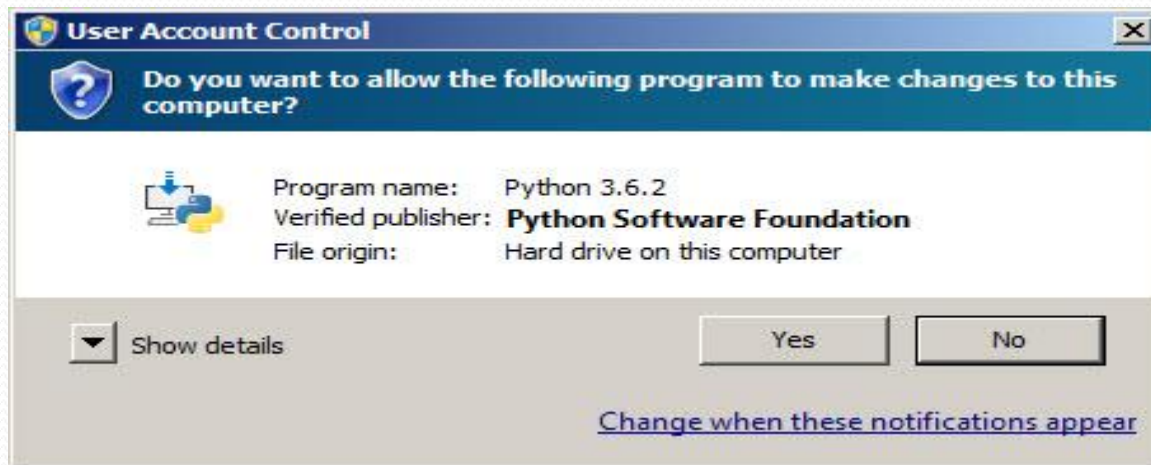 User Account Control
Do you want to allow the following program to make changes to this
computer?
Program name: Python 3.6.2
Verified publisher: Python Software Foundation
File origin: Hard drive on this computer
Show details
Yes No
Change when these notifications appear